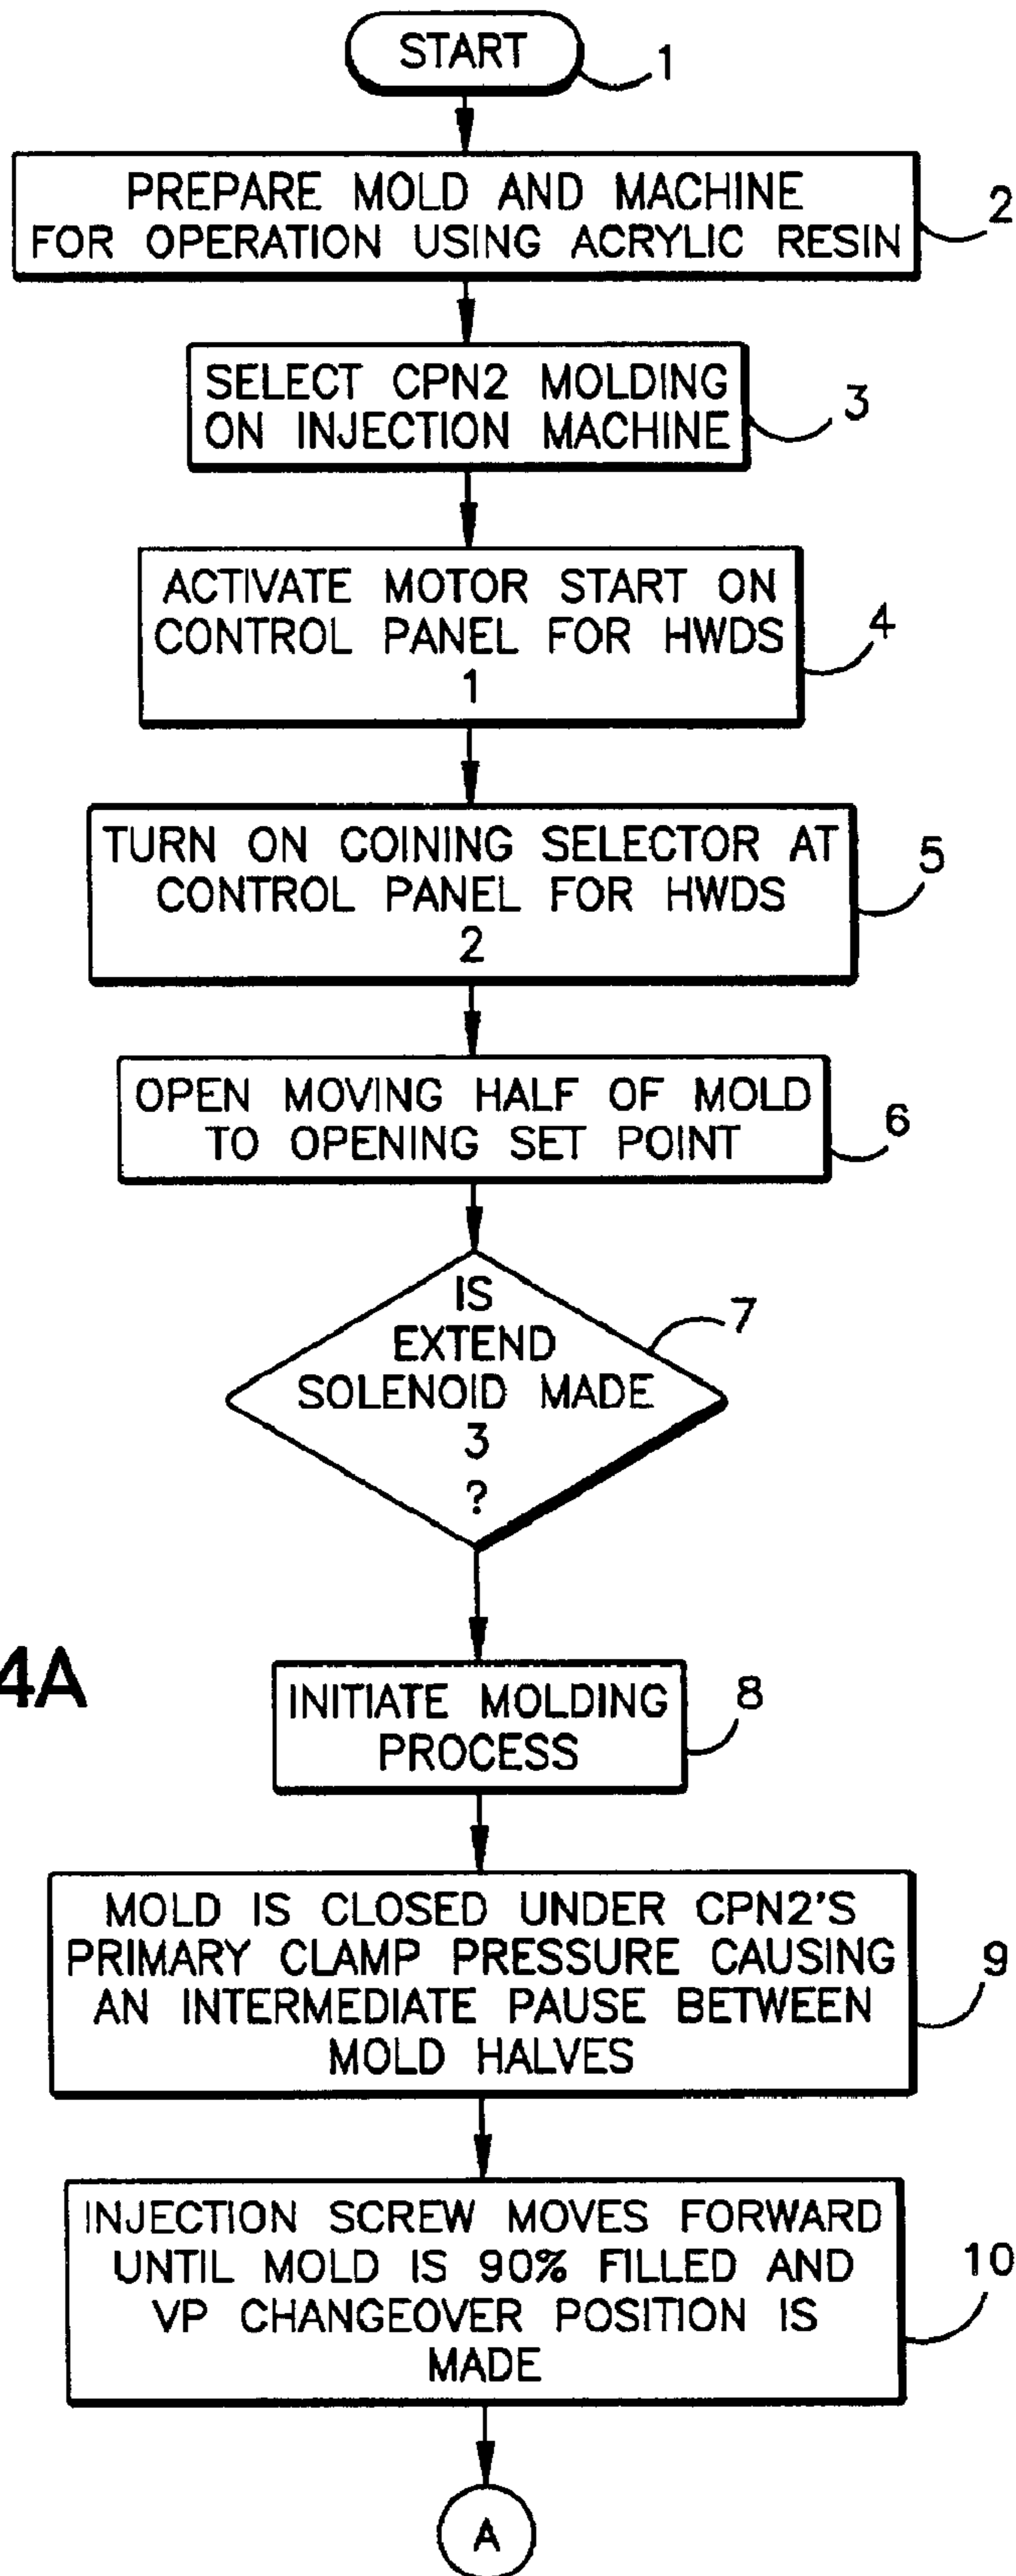 START
1
PREPARE MOLD AND MACHINE
FOR OPERATION USING ACRYLIC RESIN
2
SELECT CPN2 MOLDING
ON INJECTION MACHINE
3
ACTIVATE MOTOR START ON
CONTROL PANEL FOR HWDS
1
4
TURN ON COINING SELECTOR AT
CONTROL PANEL FOR HWDS
2
5
OPEN MOVING HALF OF MOLD
TO OPENING SET POINT
6
IS
EXTEND
SOLENOID MADE
3
?
7
4A
INITIATE MOLDING
PROCESS
8
MOLD IS CLOSED UNDER CPN2'S
PRIMARY CLAMP PRESSURE CAUSING
AN INTERMEDIATE PAUSE BETWEEN
MOLD HALVES
9
INJECTION SCREW MOVES FORWARD
UNTIL MOLD IS 90% FILLED AND
VP CHANGEOVER POSITION IS
MADE
10
A